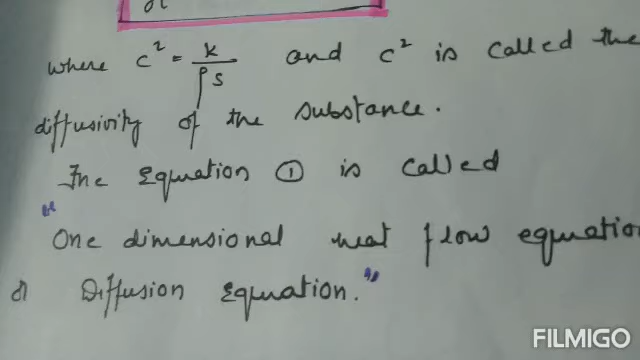 ∂t
where c² = k/ρs and c² is called the
diffusivity of the substance.
The Equation ① is called
"One dimensional heat flow equation
or Diffusion Equation."
FILMIGO